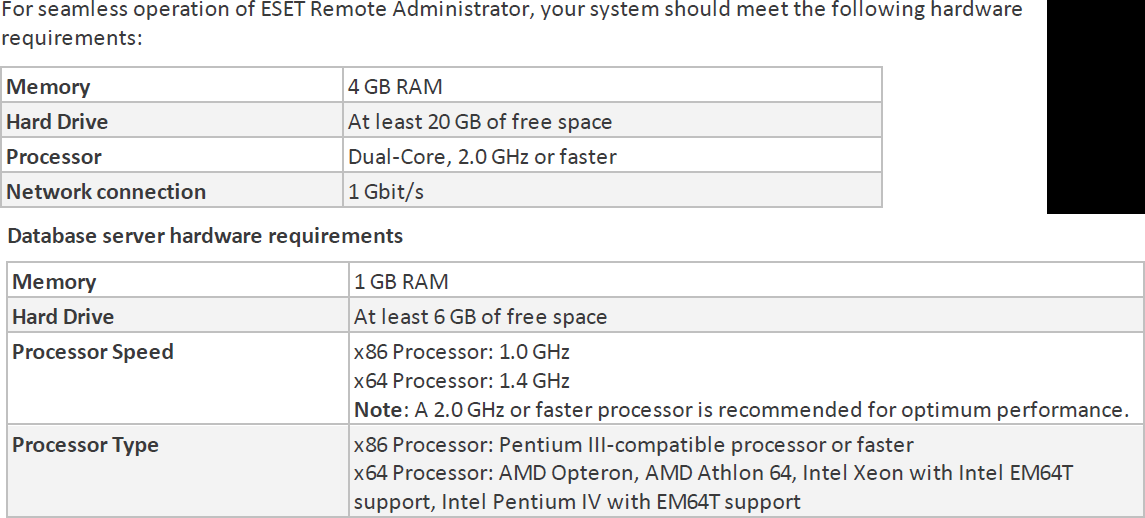 For seamless operation of ESET Remote Administrator, your system should meet the following hardware
requirements:
Memory 4 GB RAM
Hard Drive At least 20 GB of free space
Processor Dual-Core, 2.0 GHz or faster
Network connection 1 Gbit/s
Database server hardware requirements
Memory 1 GB RAM
Hard Drive At least 6 GB of free space
Processor Speed x86 Processor: 1.0 GHz
x64 Processor: 1.4 GHz
Note: A 2.0 GHz or faster processor is recommended for optimum performance.
Processor Type x86 Processor: Pentium III-compatible processor or faster
x64 Processor: AMD Opteron, AMD Athlon 64, Intel Xeon with Intel EM64T
support, Intel Pentium IV with EM64T support